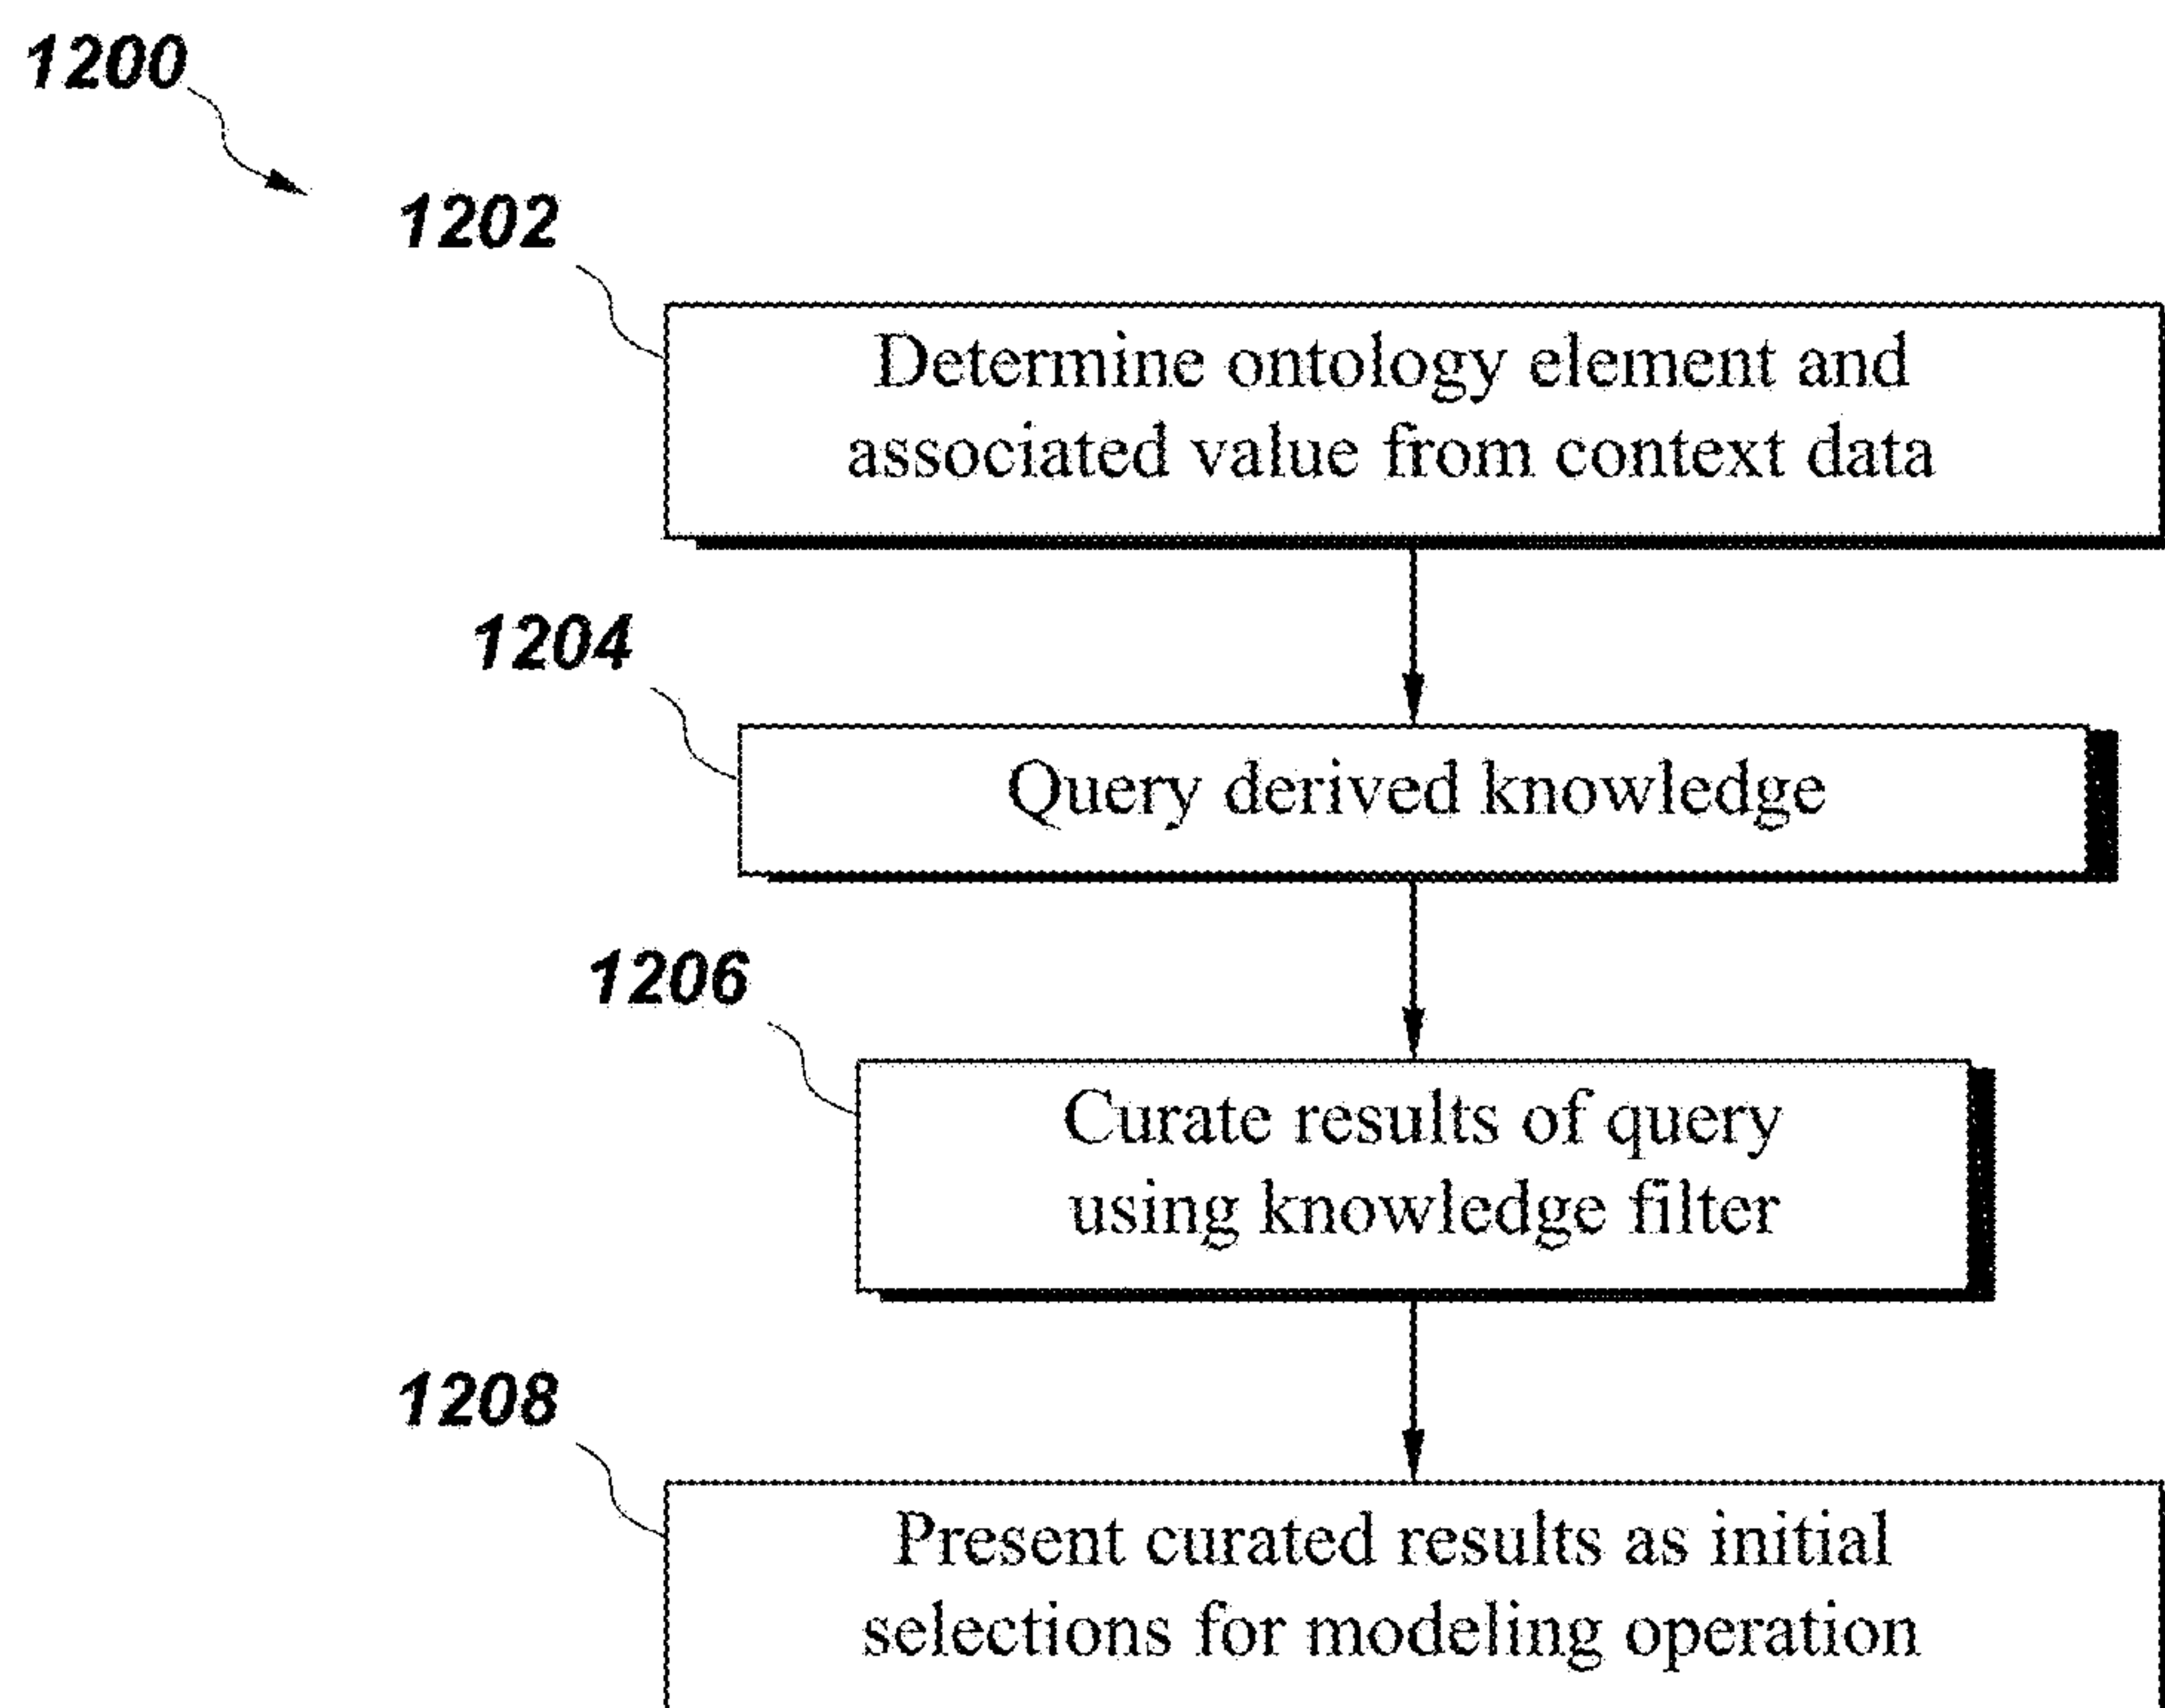 1200
1202
Determine ontology element and
associated value from context data
1204
Query derived knowledge
1206
Curate results of query
using knowledge filter
1208
Present curated results as initial
selections for modeling operation